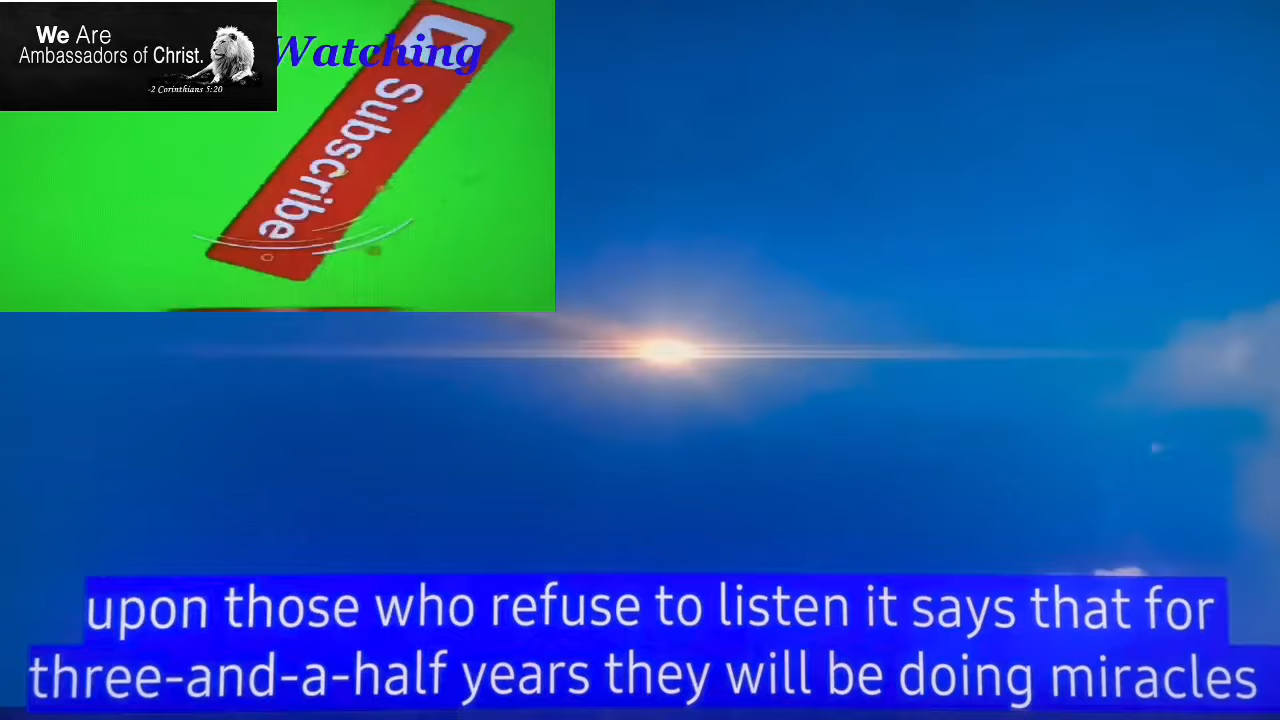 We Are
Ambassadors of Christ.
-2 Corinthians 5:20
Watching
Subscribe
upon those who refuse to listen it says that for
three-and-a-half years they will be doing miracles